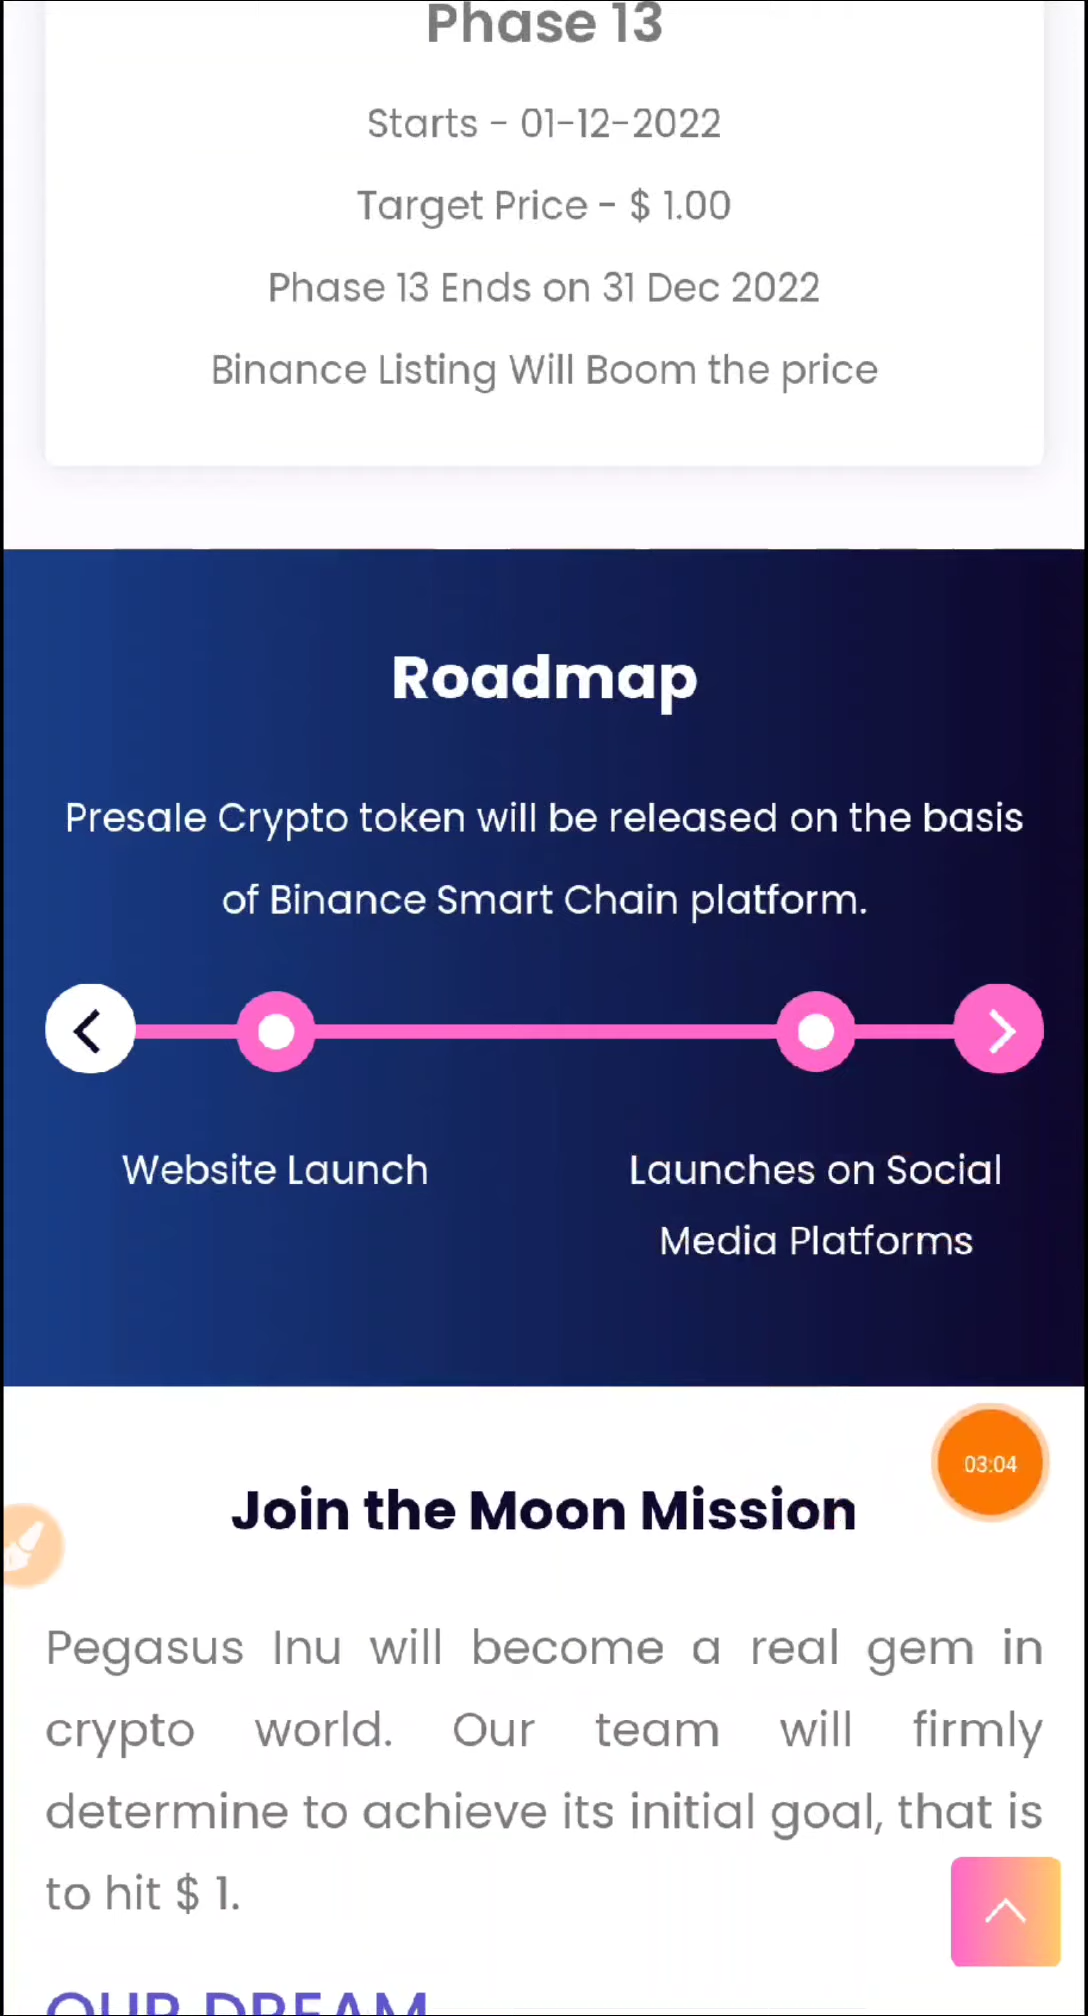 Phase 13
Starts - 01-12-2022
Target Price - $ 1.00
Phase 13 Ends on 31 Dec 2022
Binance Listing Will Boom the price
Roadmap
Presale Crypto token will be released on the basis
of Binance Smart Chain platform.
Website Launch
Launches on Social
Media Platforms
03:04
Join the Moon Mission
Pegasus Inu will become a real gem in
crypto world. Our team will firmly
determine to achieve its initial goal, that is
to hit $ 1.
OUR DREAM